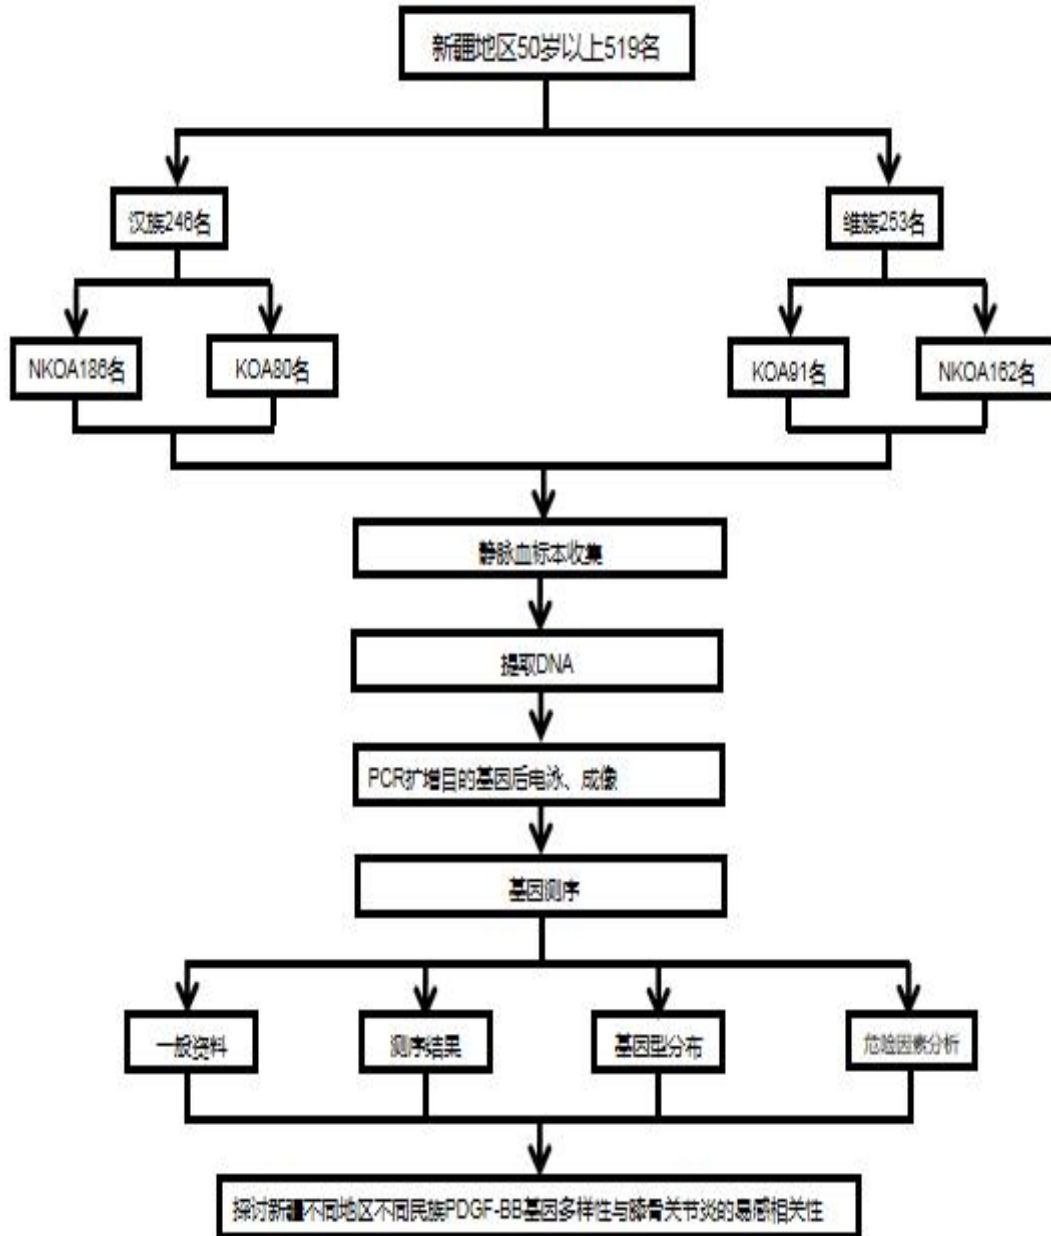 新疆地区50岁以上519名
汉族246名
维族253名
NKOA186名
KOA80名
KOA91名
NKOA162名
静脉血标本收集
提取DNA
PCR扩增目的基因后电泳、成像
基因测序
一般资料
测序结果
基因型分布
危险因素分析
探讨新疆不同地区不同民族PDGF-BB基因多样性与膝骨关节炎的易感相关性